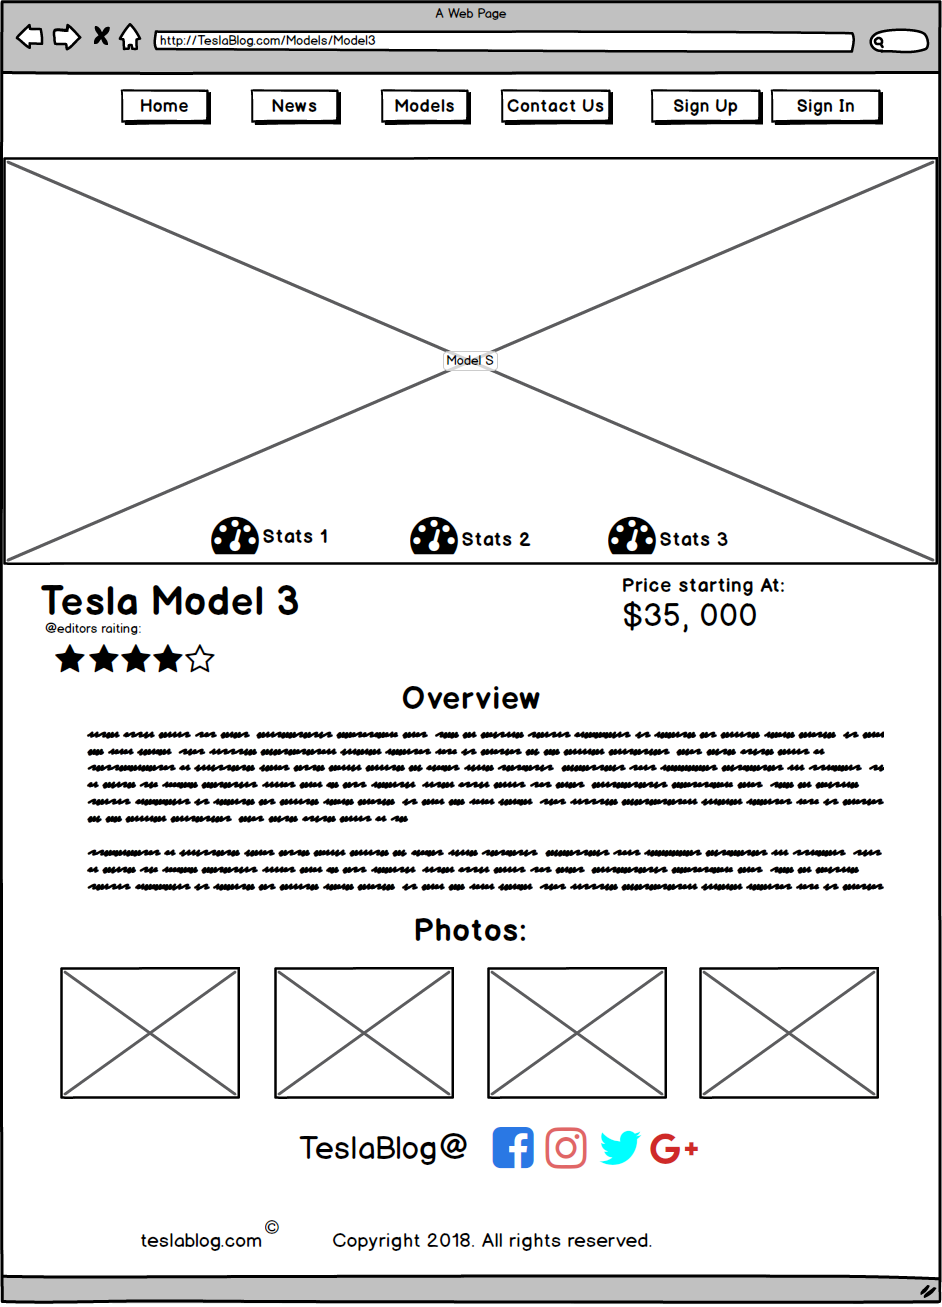 A Web Page
http://TeslaBlog.com/Models/Model3
Home News Models Contact Us Sign Up Sign In
Model S
Stats 1 Stats 2 Stats 3
Tesla Model 3
@editors raiting:
Price starting At:
$35, 000
Overview
Photos:
TeslaBlog@ f G+
teslablog.com © Copyright 2018. All rights reserved.